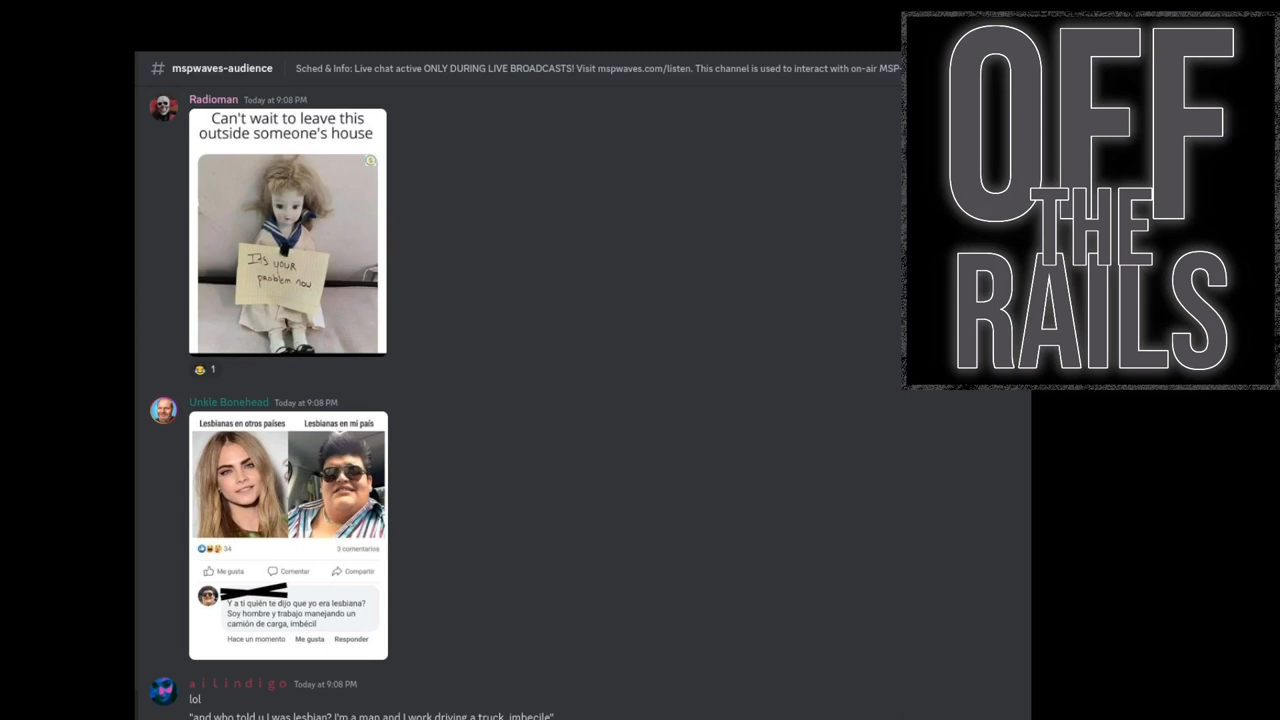 # mspwaves-audience
Sched & Info: Live chat active ONLY DURING LIVE BROADCASTS! Visit mspwaves.com/listen. This channel is used to interact with on-air MSP-
OFF
THE
RAILS
Radioman Today at 9:08 PM
Can't wait to leave this
outside someone's house
It's your
problem now
1
Unkle Bonehead Today at 9:08 PM
Lesbianas en otros países
Lesbianas en mi país
34
3 comentarios
Me gusta
Comentar
Compartir
Y a ti quién te dijo que yo era lesbiana?
Soy hombre y trabajo manejando un
camión de carga, imbécil
Hace un momento Me gusta Responder
a i l i n d i g o Today at 9:08 PM
lol
"and who told u I was lesbian? I'm a man and I work driving a truck, imbecile"